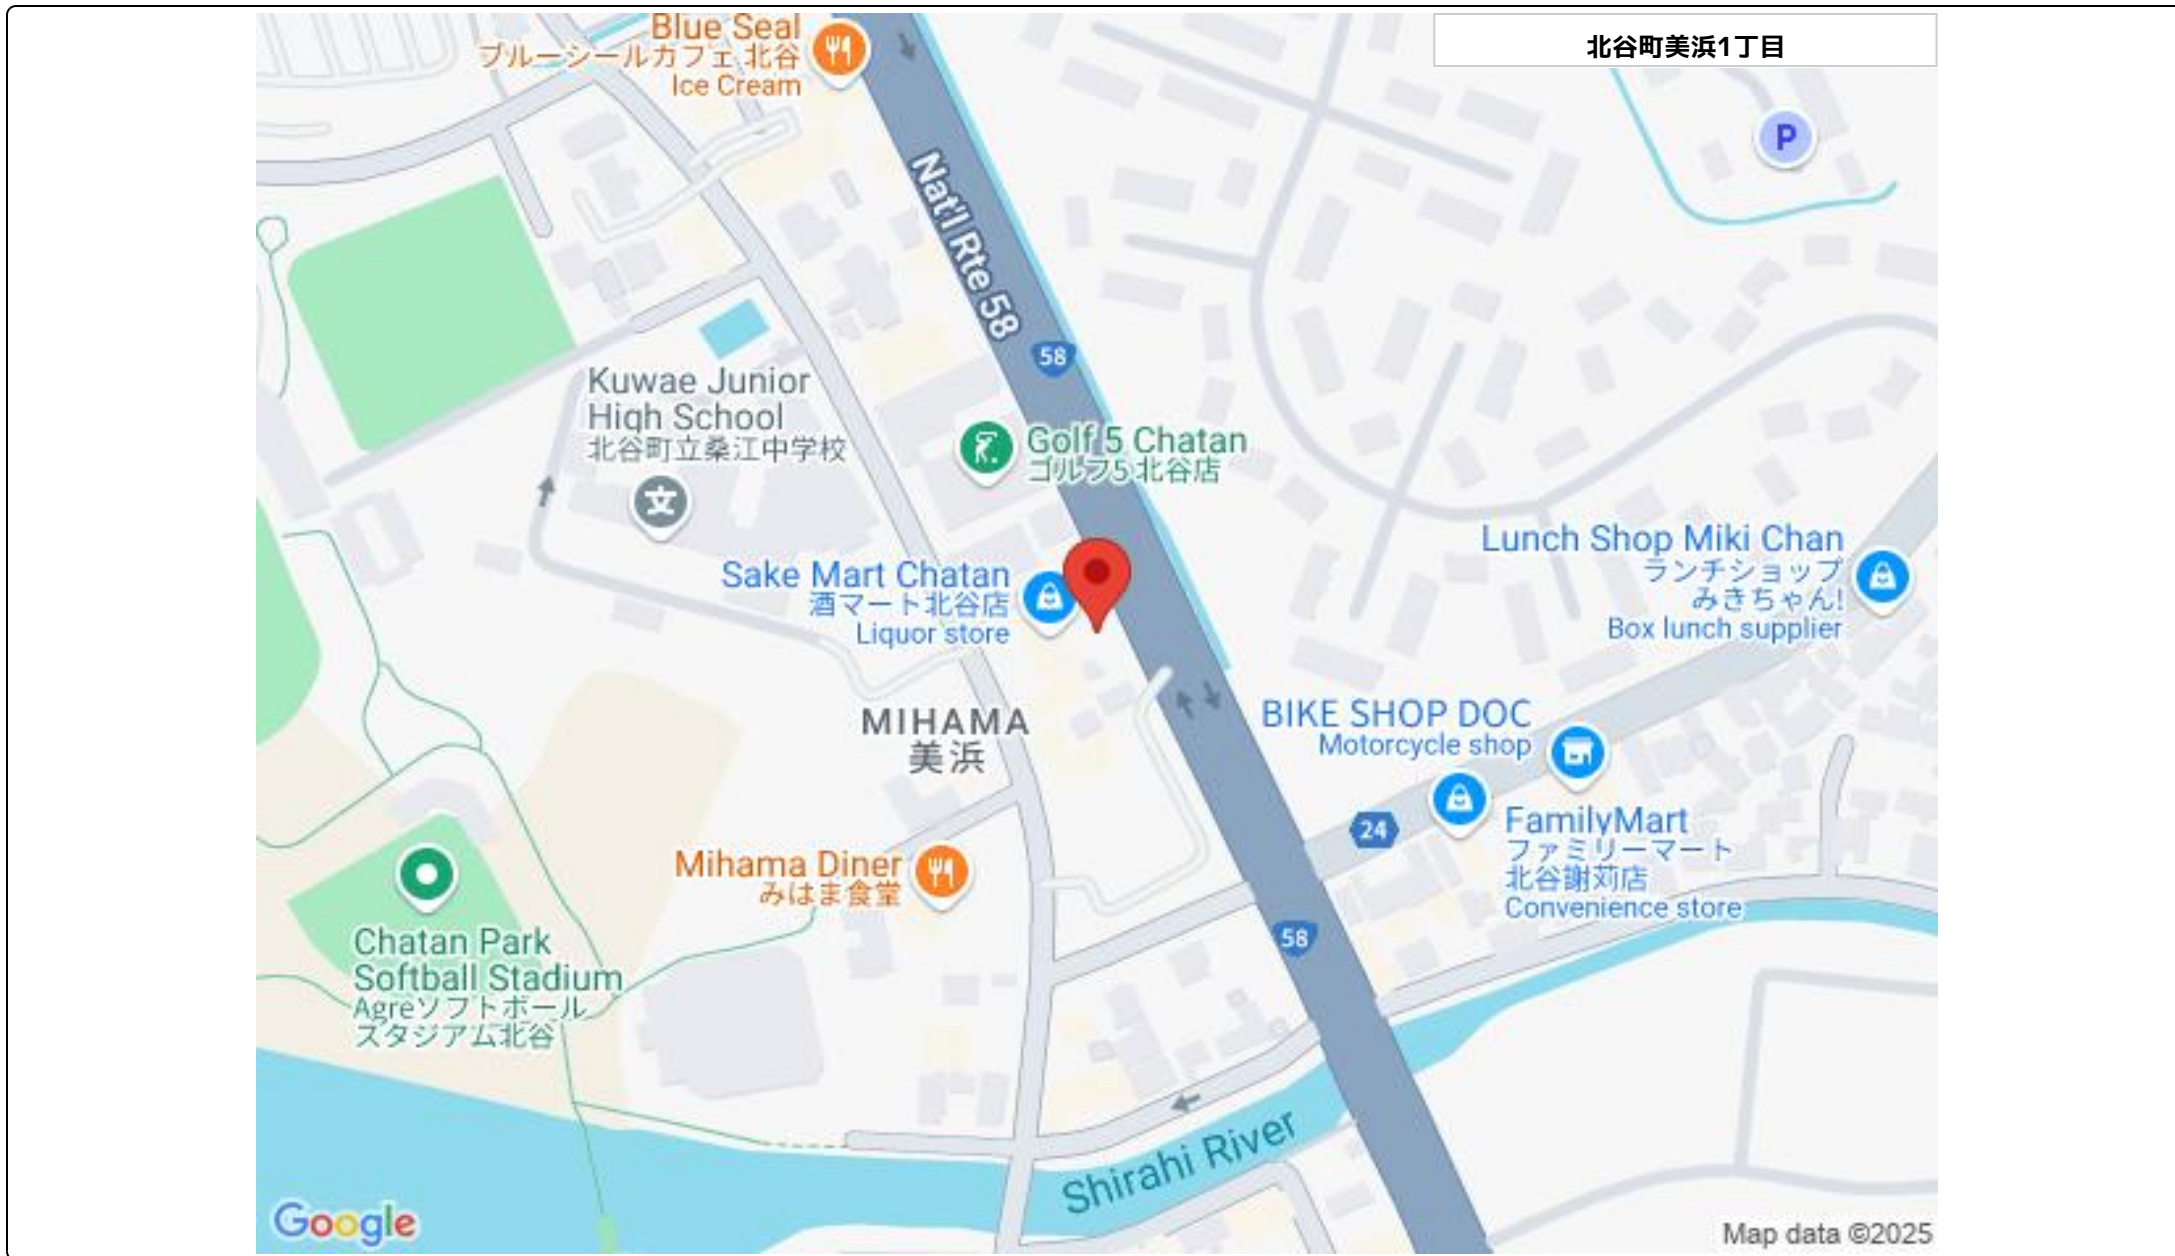 Blue Seal
ブルーシールカフェ 北谷
Ice Cream
北谷町美浜1丁目
P
Nat'l Rte 58
58
Kuwae Junior
High School
北谷町立桑江中学校
文
Golf 5 Chatan
ゴルフ5 北谷店
Sake Mart Chatan
酒マート北谷店
Liquor store
Lunch Shop Miki Chan
ランチショップ
みきちゃん!
Box lunch supplier
MIHAMA
美浜
BIKE SHOP DOC
Motorcycle shop
24
FamilyMart
ファミリーマート
北谷謝苅店
Convenience store
Mihama Diner
みはま食堂
58
Chatan Park
Softball Stadium
Agreソフトボール
スタジアム北谷
Shirahi River
Google
Map data ©2025